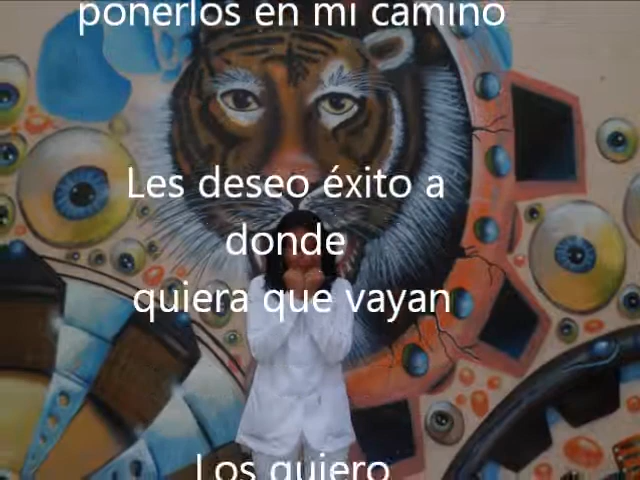 ponerlos en mi camino
Les deseo éxito a
donde
quiera que vayan
Los quiero